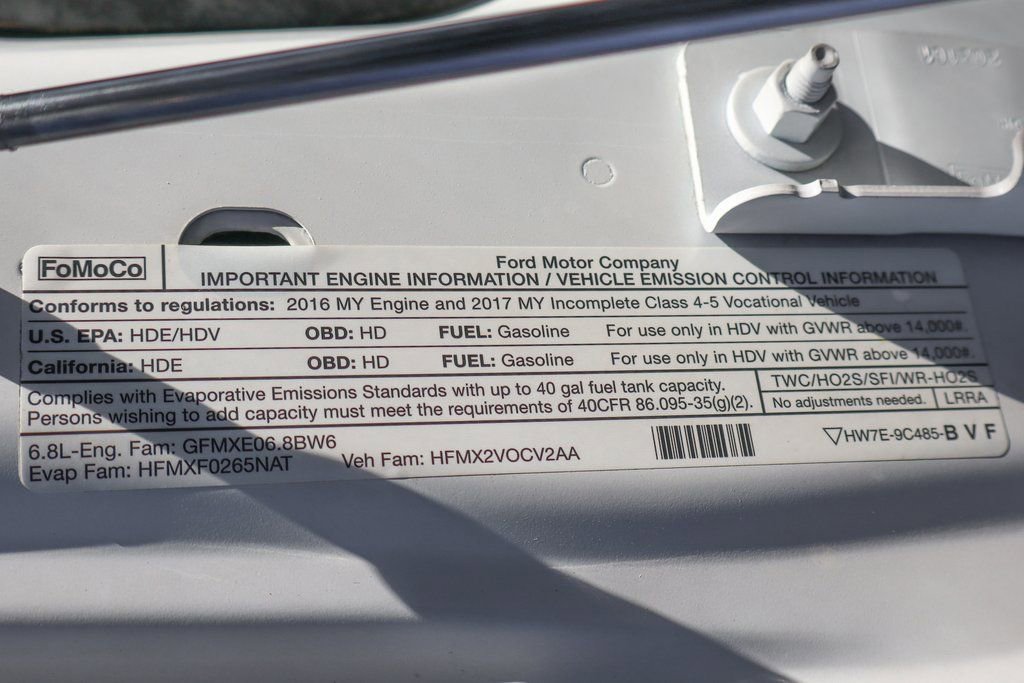 FoMoCo
Ford Motor Company
IMPORTANT ENGINE INFORMATION / VEHICLE EMISSION CONTROL INFORMATION
Conforms to regulations: 2016 MY Engine and 2017 MY Incomplete Class 4-5 Vocational Vehicle
U.S. EPA: HDE/HDV OBD: HD FUEL: Gasoline For use only in HDV with GVWR above 14,000#.
California: HDE OBD: HD FUEL: Gasoline For use only in HDV with GVWR above 14,000#.
Complies with Evaporative Emissions Standards with up to 40 gal fuel tank capacity.
Persons wishing to add capacity must meet the requirements of 40CFR 86.095-35(g)(2).
TWC/HO2S/SFI/WR-HO2S
No adjustments needed. LRRA
6.8L-Eng. Fam: GFMXE06.8BW6
Evap Fam: HFMXF0265NAT Veh Fam: HFMX2VOCV2AA
HW7E-9C485-B V F